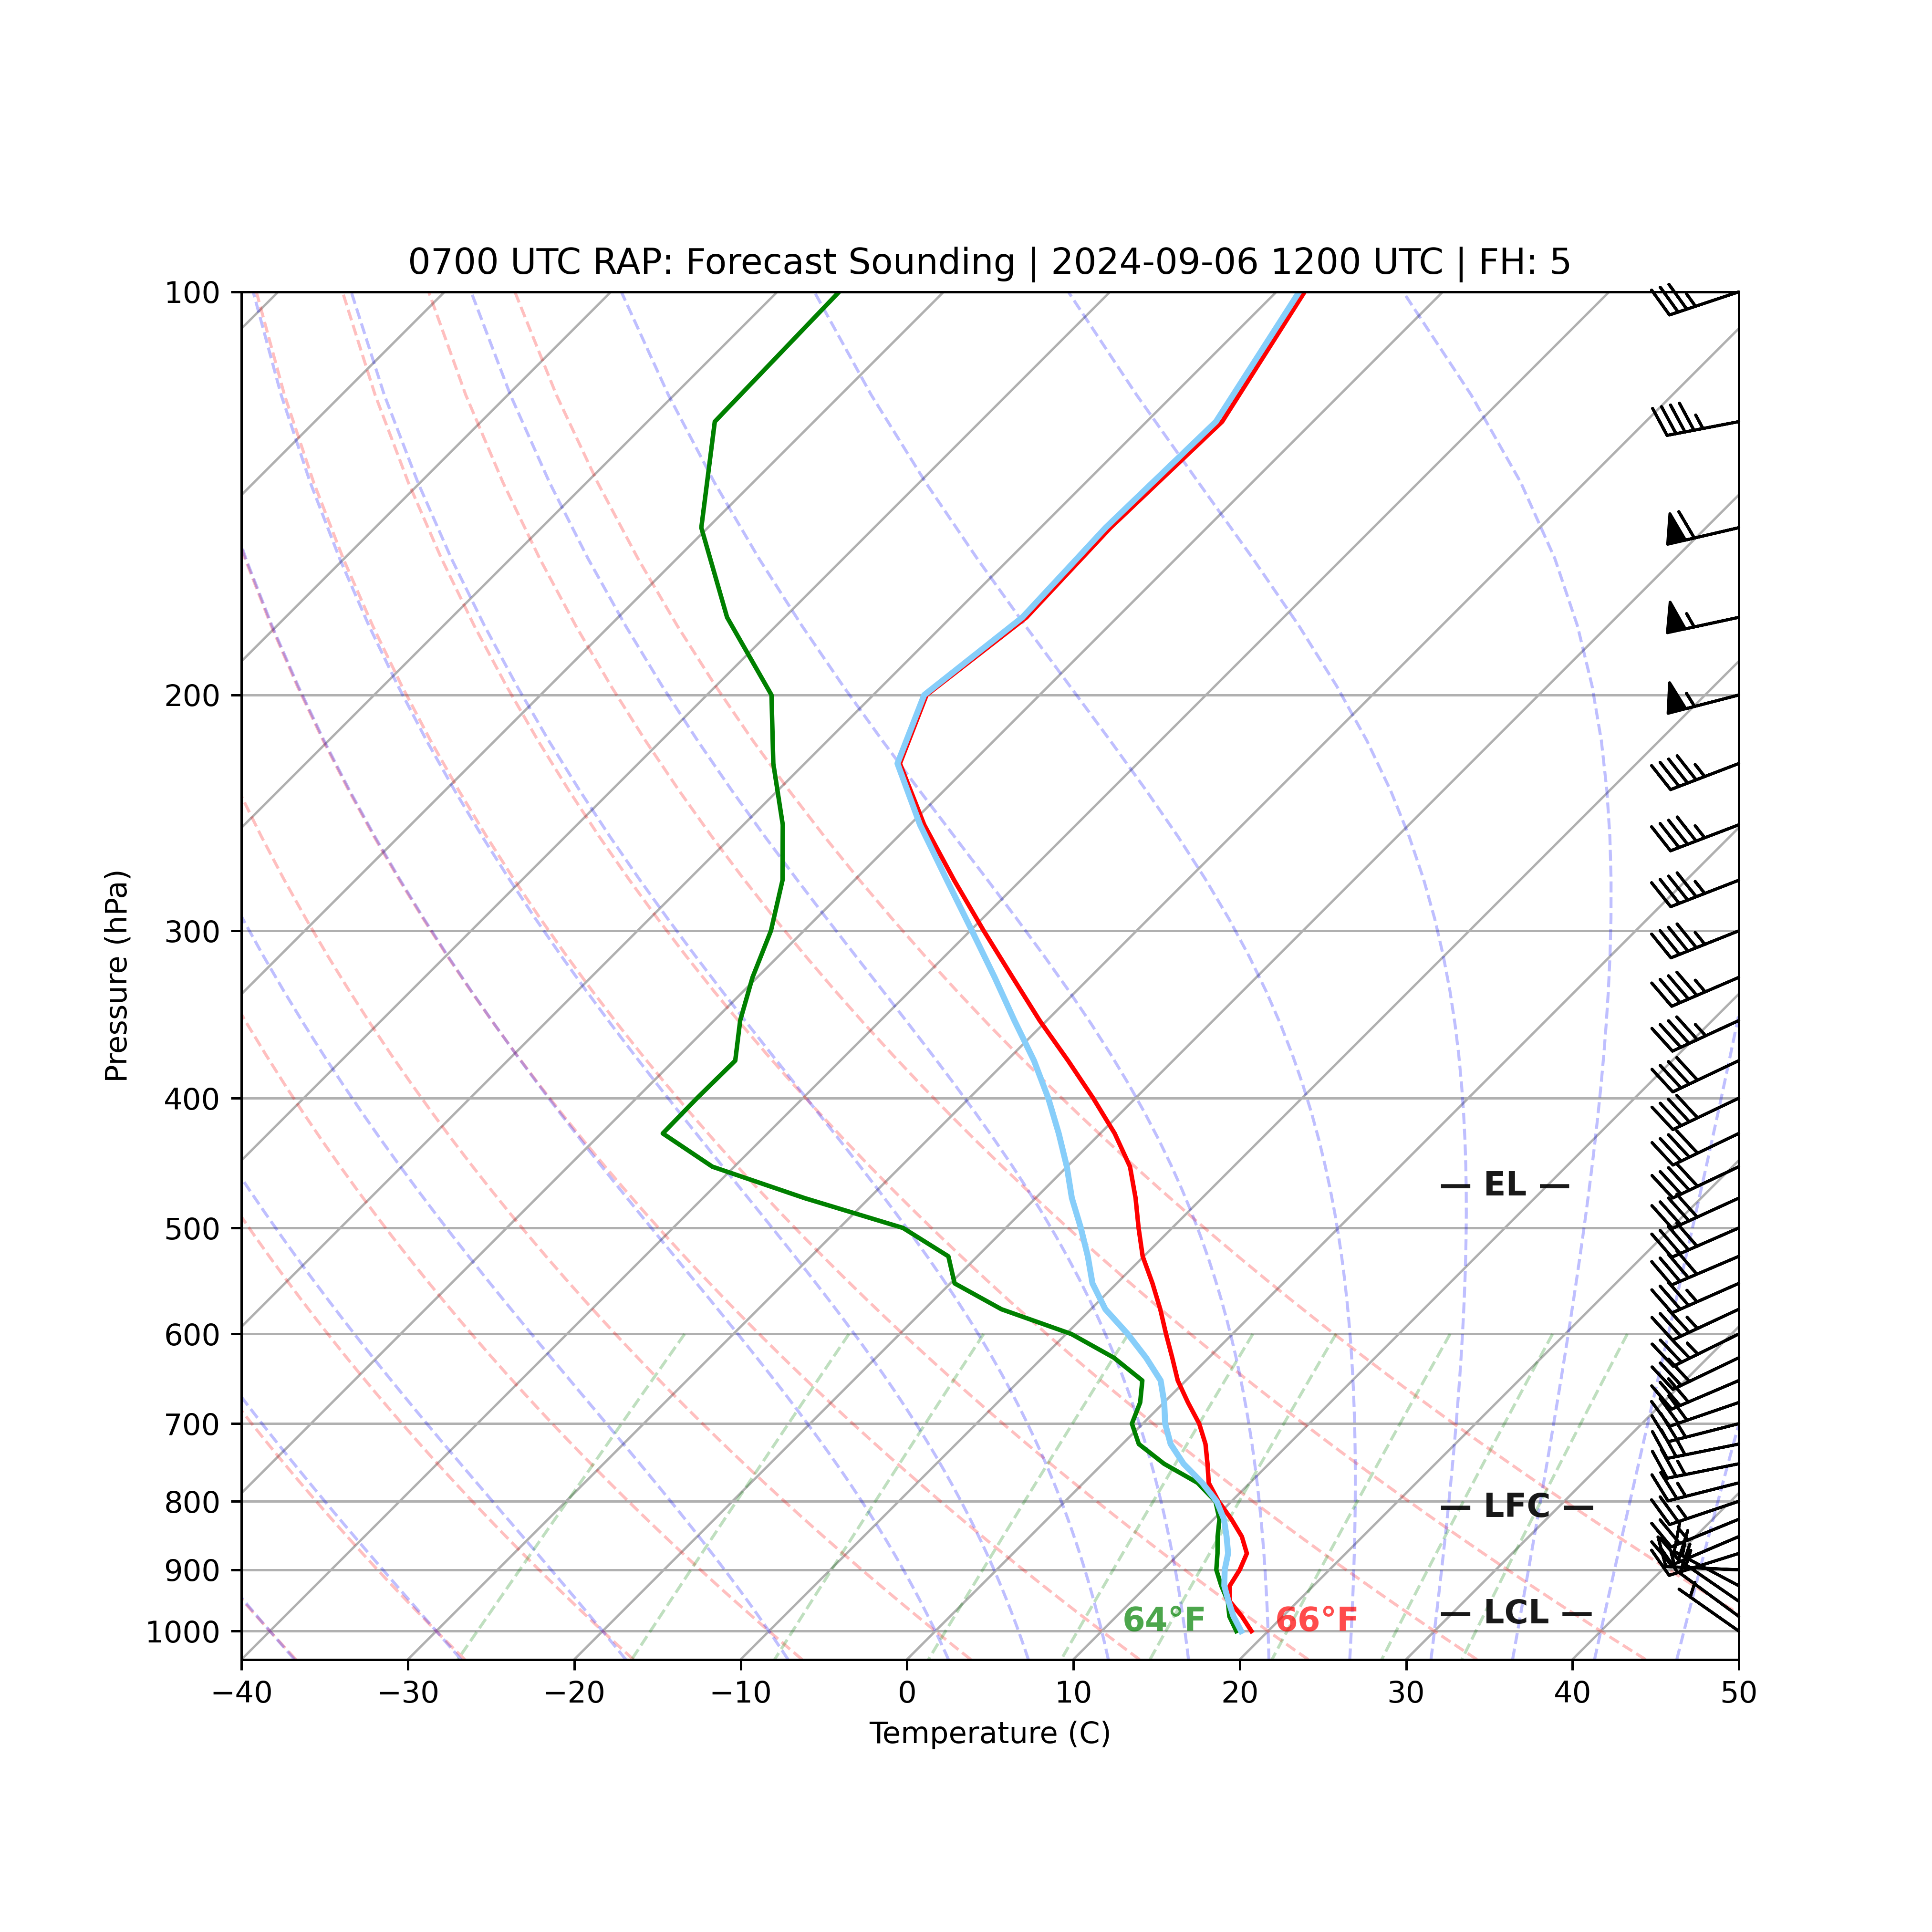 0700 UTC RAP: Forecast Sounding | 2024-09-06 1200 UTC | FH: 5
100
200
300
400
— EL —
500
600
700
800
— LFC —
900
— LCL —
64°F 66°F
1000
Pressure (hPa)
−40 −30 −20 −10 0 10 20 30 40 50
Temperature (C)